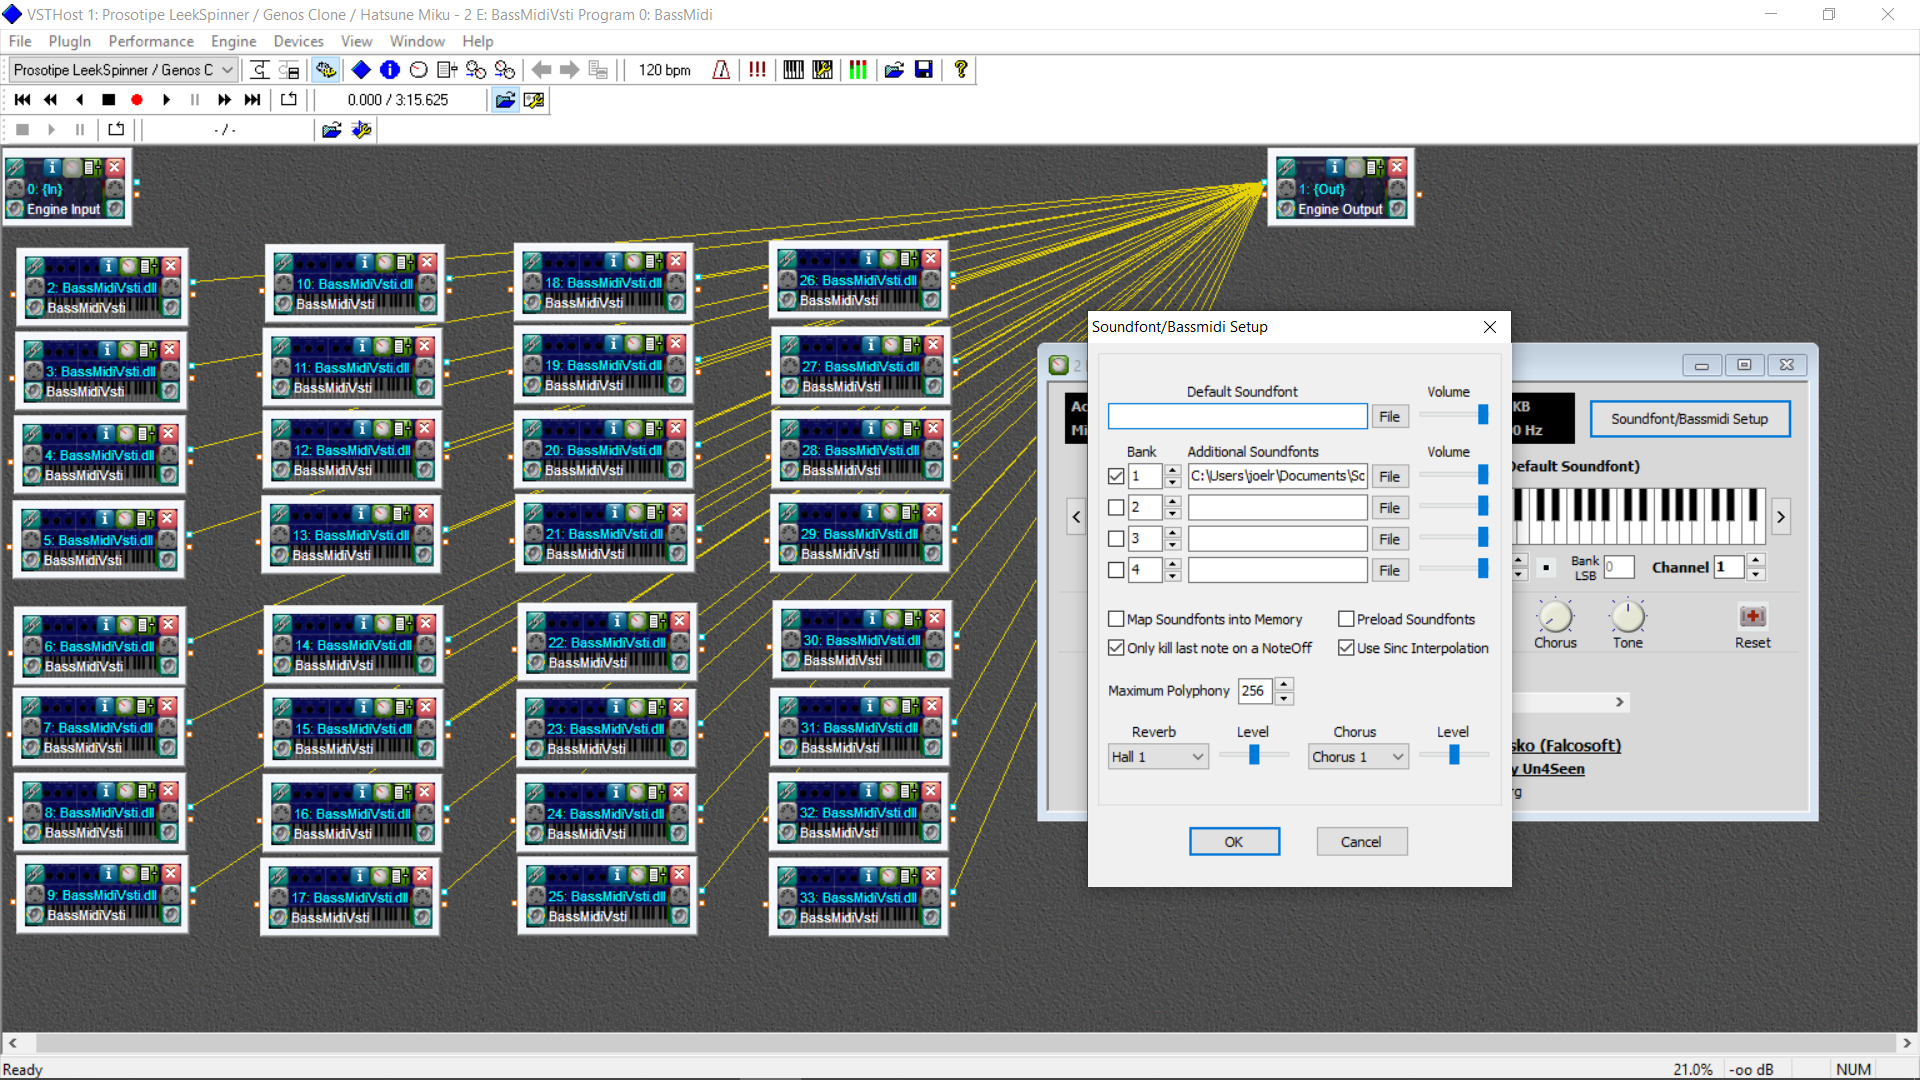 VSTHost 1: Prosotipe LeekSpinner / Genos Clone / Hatsune Miku - 2 E: BassMidiVsti Program 0: BassMidi
File PlugIn Performance Engine Devices View Window Help
Prosotipe LeekSpinner / Genos C
120 bpm
0.000 / 3:15.625
- / -
0: {In}
Engine Input
1: {Out}
Engine Output
2: BassMidiVsti.dll
BassMidiVsti
10: BassMidiVsti.dll
BassMidiVsti
18: BassMidiVsti.dll
BassMidiVsti
26: BassMidiVsti.dll
BassMidiVsti
3: BassMidiVsti.dll
BassMidiVsti
11: BassMidiVsti.dll
BassMidiVsti
19: BassMidiVsti.dll
BassMidiVsti
27: BassMidiVsti.dll
BassMidiVsti
4: BassMidiVsti.dll
BassMidiVsti
12: BassMidiVsti.dll
BassMidiVsti
20: BassMidiVsti.dll
BassMidiVsti
28: BassMidiVsti.dll
BassMidiVsti
5: BassMidiVsti.dll
BassMidiVsti
13: BassMidiVsti.dll
BassMidiVsti
21: BassMidiVsti.dll
BassMidiVsti
29: BassMidiVsti.dll
BassMidiVsti
6: BassMidiVsti.dll
BassMidiVsti
14: BassMidiVsti.dll
BassMidiVsti
22: BassMidiVsti.dll
BassMidiVsti
30: BassMidiVsti.dll
BassMidiVsti
7: BassMidiVsti.dll
BassMidiVsti
15: BassMidiVsti.dll
BassMidiVsti
23: BassMidiVsti.dll
BassMidiVsti
31: BassMidiVsti.dll
BassMidiVsti
8: BassMidiVsti.dll
BassMidiVsti
16: BassMidiVsti.dll
BassMidiVsti
24: BassMidiVsti.dll
BassMidiVsti
32: BassMidiVsti.dll
BassMidiVsti
9: BassMidiVsti.dll
BassMidiVsti
17: BassMidiVsti.dll
BassMidiVsti
25: BassMidiVsti.dll
BassMidiVsti
33: BassMidiVsti.dll
BassMidiVsti
Soundfont/Bassmidi Setup
Default Soundfont Volume
File
Bank Additional Soundfonts Volume
1 C:\Users\joelr\Documents\Sc File
2 File
3 File
4 File
Map Soundfonts into Memory Preload Soundfonts
Only kill last note on a NoteOff Use Sinc Interpolation
Maximum Polyphony 256
Reverb Level Chorus Level
Hall 1 Chorus 1
OK Cancel
2
Ac
Mi
KB
0 Hz
Soundfont/Bassmidi Setup
Default Soundfont)
Bank LSB 0 Channel 1
Chorus Tone Reset
sko (Falcosoft)
y Un4Seen
rg
Ready 21.0% -oo dB NUM